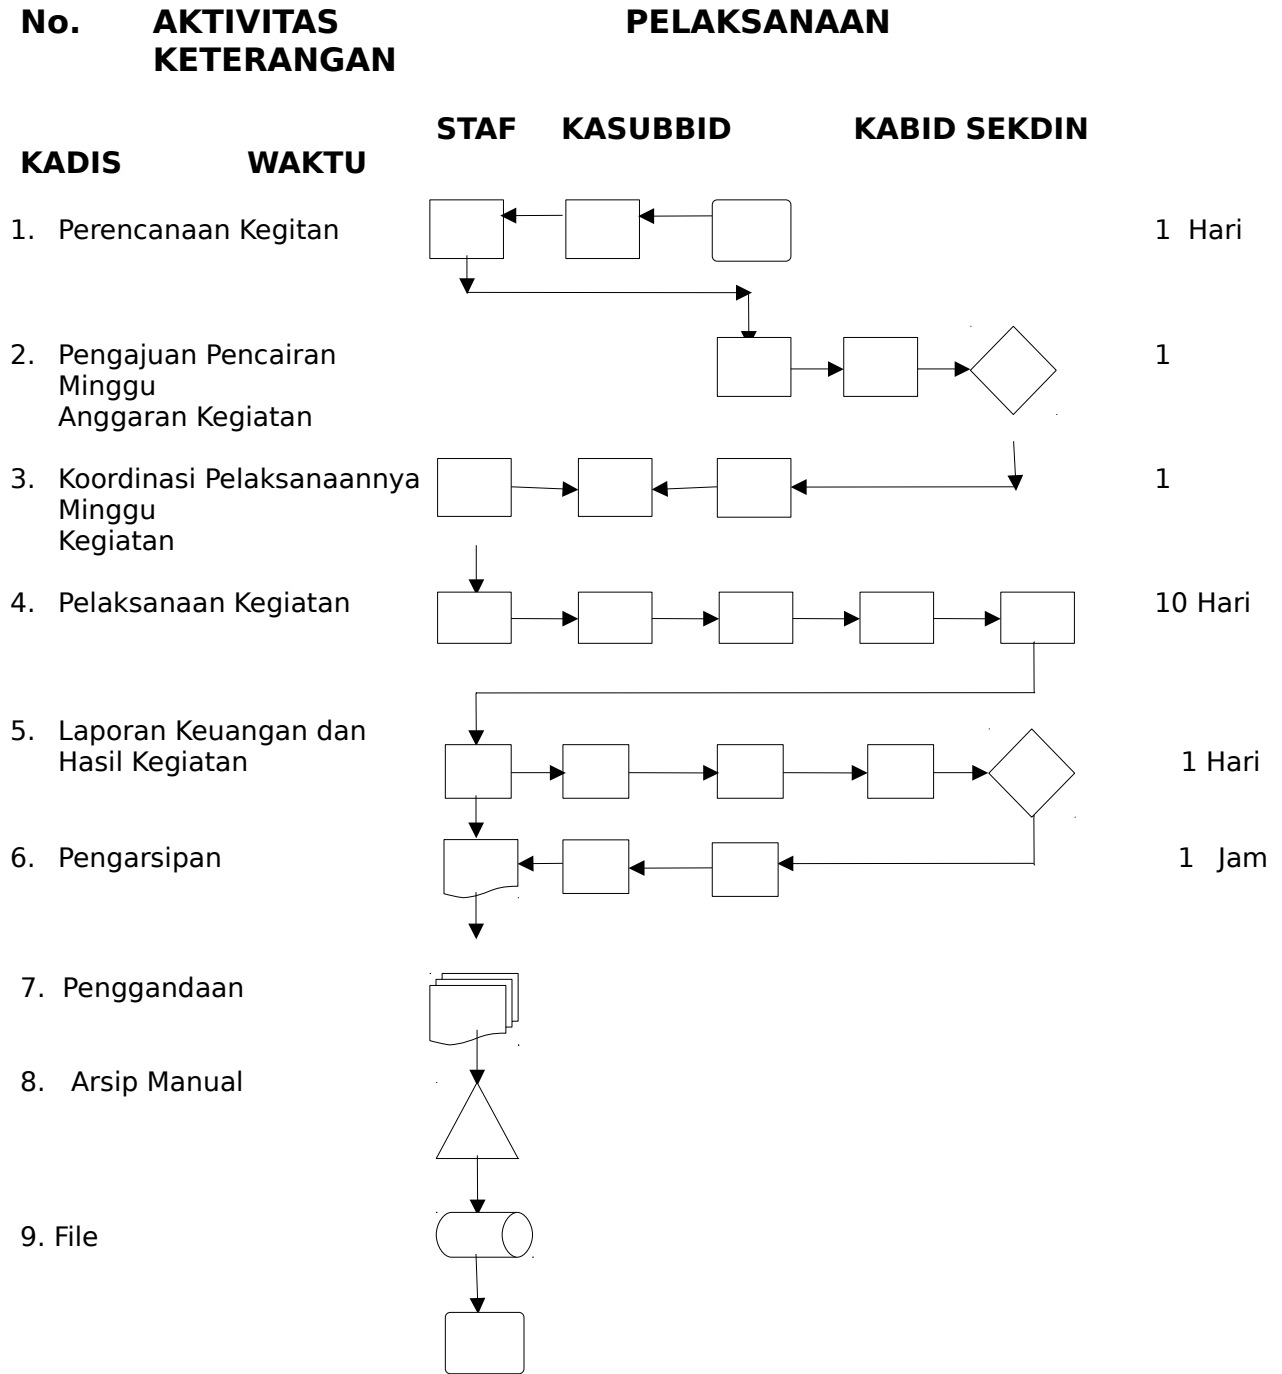 No. AKTIVITAS PELAKSANAAN
KETERANGAN
STAF KASUBBID KABID SEKDIN
KADIS WAKTU
1. Perencanaan Kegitan 1 Hari
2. Pengajuan Pencairan 1
Minggu
Anggaran Kegiatan
3. Koordinasi Pelaksanaannya 1
Minggu
Kegiatan
4. Pelaksanaan Kegiatan 10 Hari
5. Laporan Keuangan dan
Hasil Kegiatan 1 Hari
6. Pengarsipan 1 Jam
7. Penggandaan
8. Arsip Manual
9. File